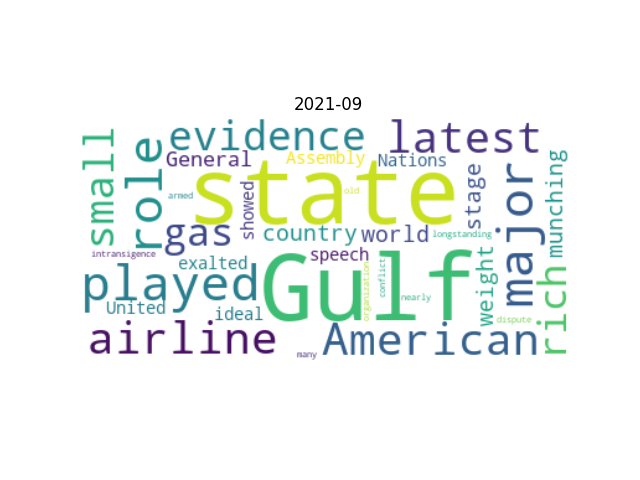 2021-09
evidence
latest
small
role
General
Assembly
Nations
state
armed
showed
old
stage
major
munching
gas
country
world
longstanding
intransigence
speech
exalted
played
Gulf
organization
conflict
nearly
weight
rich
United
ideal
dispute
airline
many
American